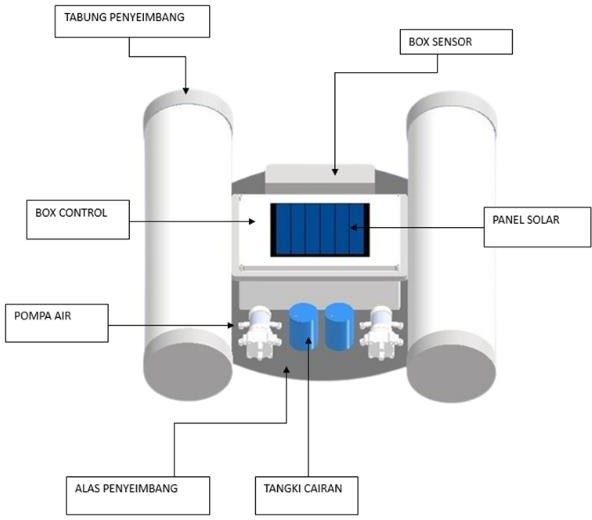 TABUNG PENYEIMBANG
BOX SENSOR
BOX CONTROL
PANEL SOLAR
POMPA AIR
ALAS PENYEIMBANG
TANGKI CAIRAN